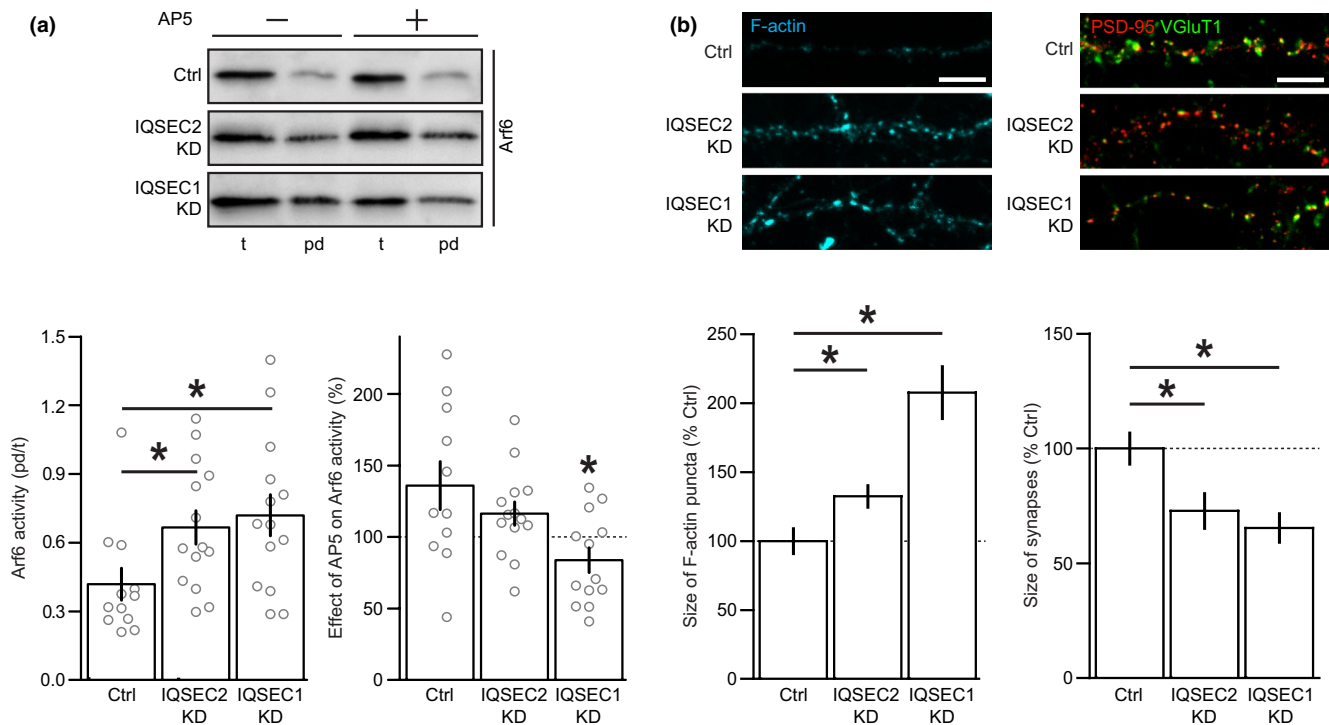 (a)
AP5
−
+
Ctrl
IQSEC2
KD
IQSEC1
KD
Arf6
t
pd
t
pd
Arf6 activity (pd/t)
1.5
1.2
0.9
0.6
0.3
0.0
*
*
Ctrl
IQSEC2
KD
IQSEC1
KD
Effect of AP5 on Arf6 activity (%)
200
150
100
50
0
*
Ctrl
IQSEC2
KD
IQSEC1
KD
(b)
F-actin
Ctrl
IQSEC2
KD
IQSEC1
KD
PSD-95 VGluT1
Ctrl
IQSEC2
KD
IQSEC1
KD
Size of F-actin puncta (% Ctrl)
250
200
150
100
50
0
*
*
Ctrl
IQSEC2
KD
IQSEC1
KD
Size of synapses (% Ctrl)
150
100
50
0
*
*
Ctrl
IQSEC2
KD
IQSEC1
KD